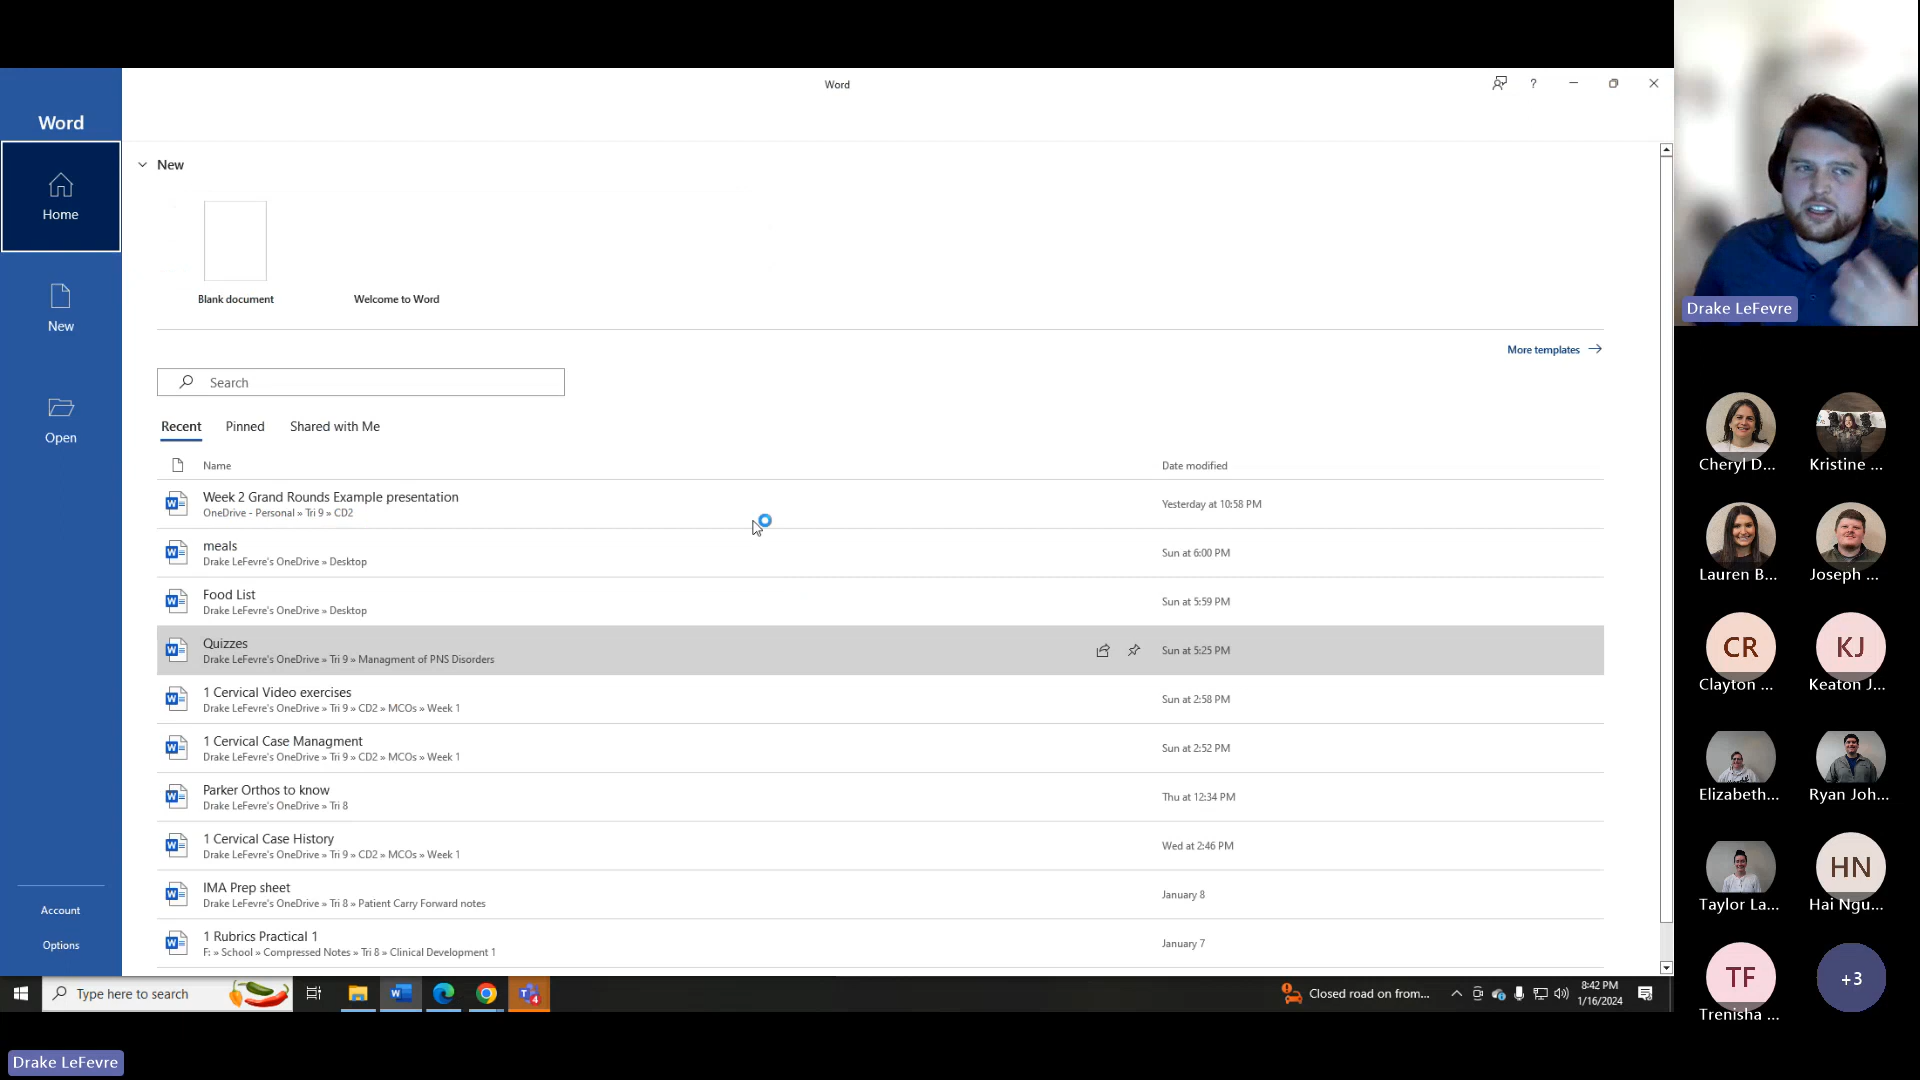 Word
Word
Home
New
Open
Account
Options
New
Blank document
Welcome to Word
More templates
Search
Recent Pinned Shared with Me
Name Date modified
Week 2 Grand Rounds Example presentation
OneDrive - Personal » Tri 9 » CD2
Yesterday at 10:58 PM
meals
Drake LeFevre's OneDrive » Desktop
Sun at 6:00 PM
Food List
Drake LeFevre's OneDrive » Desktop
Sun at 5:59 PM
Quizzes
Drake LeFevre's OneDrive » Tri 9 » Managment of PNS Disorders
Sun at 5:25 PM
1 Cervical Video exercises
Drake LeFevre's OneDrive » Tri 9 » CD2 » MCOs » Week 1
Sun at 2:58 PM
1 Cervical Case Managment
Drake LeFevre's OneDrive » Tri 9 » CD2 » MCOs » Week 1
Sun at 2:52 PM
Parker Orthos to know
Drake LeFevre's OneDrive » Tri 8
Thu at 12:34 PM
1 Cervical Case History
Drake LeFevre's OneDrive » Tri 9 » CD2 » MCOs » Week 1
Wed at 2:46 PM
IMA Prep sheet
Drake LeFevre's OneDrive » Tri 8 » Patient Carry Forward notes
January 8
1 Rubrics Practical 1
F: » School » Compressed Notes » Tri 8 » Clinical Development 1
January 7
Type here to search
4
Closed road on from...
8:42 PM
1/16/2024
Drake LeFevre
Drake LeFevre
Cheryl D... Kristine ...
Lauren B... Joseph ...
CR KJ
Clayton ... Keaton J...
Elizabeth... Ryan Joh...
HN
Taylor La... Hai Ngu...
TF +3
Trenisha ...